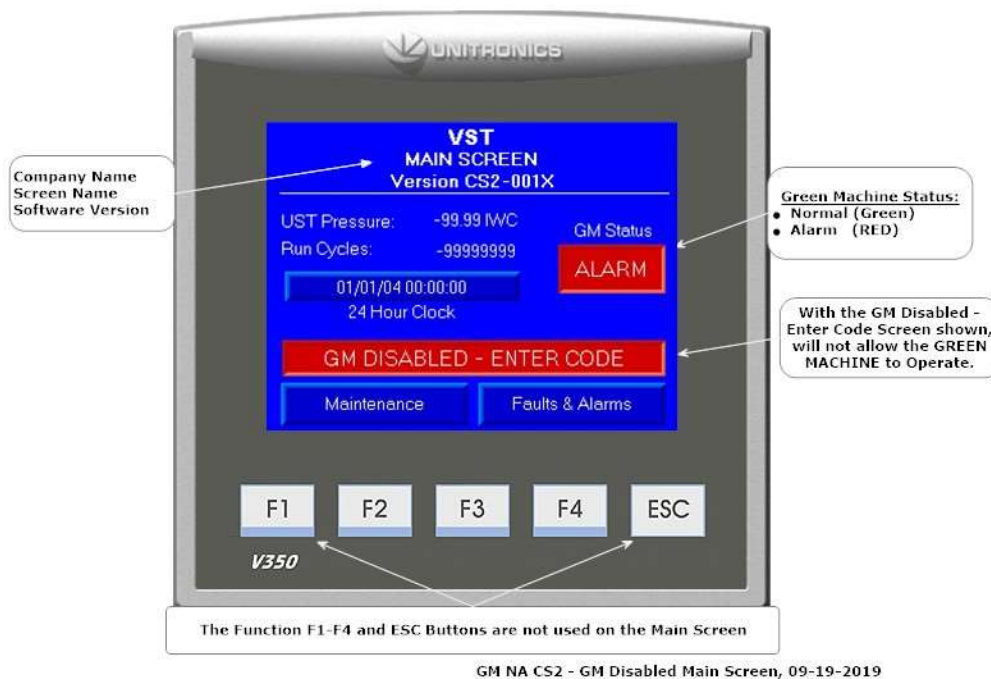 UNITRONICS
VST
MAIN SCREEN
Version CS2-001X
Company Name
Screen Name
Software Version
UST Pressure: -99.99 IWC
Run Cycles: -99999999
GM Status
ALARM
01/01/04 00:00:00
24 Hour Clock
Green Machine Status:
• Normal (Green)
• Alarm (RED)
GM DISABLED - ENTER CODE
With the GM Disabled -
Enter Code Screen shown,
will not allow the GREEN
MACHINE to Operate.
Maintenance
Faults & Alarms
F1
F2
F3
F4
ESC
V350
The Function F1-F4 and ESC Buttons are not used on the Main Screen
GM NA CS2 - GM Disabled Main Screen, 09-19-2019